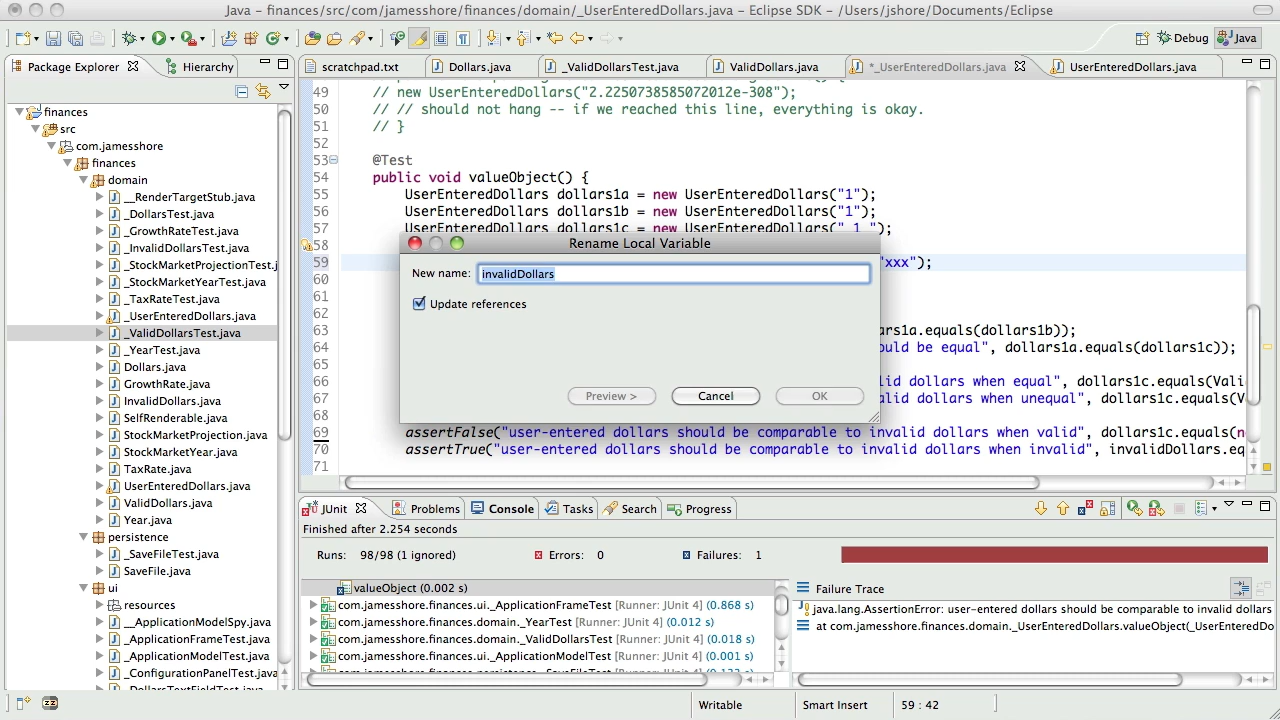 Java – finances/src/com/jamesshore/finances/domain/_UserEnteredDollars.java – Eclipse SDK – /Users/jshore/Documents/Eclipse
Debug
Java
Package Explorer
Hierarchy
scratchpad.txt
Dollars.java
_ValidDollarsTest.java
ValidDollars.java
*_UserEnteredDollars.java
UserEnteredDollars.java
finances
src
com.jamesshore
finances
domain
__RenderTargetStub.java
_DollarsTest.java
_GrowthRateTest.java
_InvalidDollarsTest.java
_StockMarketProjectionTest.j
_StockMarketYearTest.java
_TaxRateTest.java
_UserEnteredDollars.java
_ValidDollarsTest.java
_YearTest.java
Dollars.java
GrowthRate.java
InvalidDollars.java
SelfRenderable.java
StockMarketProjection.java
StockMarketYear.java
TaxRate.java
UserEnteredDollars.java
ValidDollars.java
Year.java
persistence
_SaveFileTest.java
SaveFile.java
ui
resources
__ApplicationModelSpy.java
_ApplicationFrameTest.java
_ApplicationModelTest.java
_ConfigurationPanelTest.java
49 // new UserEnteredDollars("2.2250738585072012e-308");
50 // // should not hang -- if we reached this line, everything is okay.
51 // }
52
53 @Test
54 public void valueObject() {
55 UserEnteredDollars dollars1a = new UserEnteredDollars("1");
56 UserEnteredDollars dollars1b = new UserEnteredDollars("1");
57 UserEnteredDollars dollars1c = new UserEnteredDollars(" 1 ");
58
59 "xxx");
60
61
62
63 ars1a.equals(dollars1b));
64 ould be equal", dollars1a.equals(dollars1c));
65
66 lid dollars when equal", dollars1c.equals(Vali
67 lid dollars when unequal", dollars1c.equals(V
68
69 assertFalse("user-entered dollars should be comparable to invalid dollars when valid", dollars1c.equals(n
70 assertTrue("user-entered dollars should be comparable to invalid dollars when invalid", invalidDollars.eq
71
Rename Local Variable
New name: invalidDollars
Update references
Preview >
Cancel
OK
JUnit
Problems
Console
Tasks
Search
Progress
Finished after 2.254 seconds
Runs: 98/98 (1 ignored)
Errors: 0
Failures: 1
valueObject (0.002 s)
com.jamesshore.finances.ui._ApplicationFrameTest [Runner: JUnit 4] (0.868 s)
com.jamesshore.finances.domain._YearTest [Runner: JUnit 4] (0.012 s)
com.jamesshore.finances.domain._ValidDollarsTest [Runner: JUnit 4] (0.018 s)
com.jamesshore.finances.ui._ApplicationModelTest [Runner: JUnit 4] (0.001 s)
Failure Trace
java.lang.AssertionError: user-entered dollars should be comparable to invalid dollars
at com.jamesshore.finances.domain._UserEnteredDollars.valueObject(_UserEnteredDo
Writable
Smart Insert
59 : 42